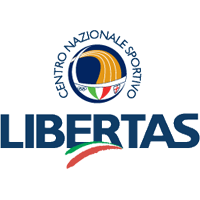 CENTRO NAZIONALE SPORTIVO
LIBERTAS